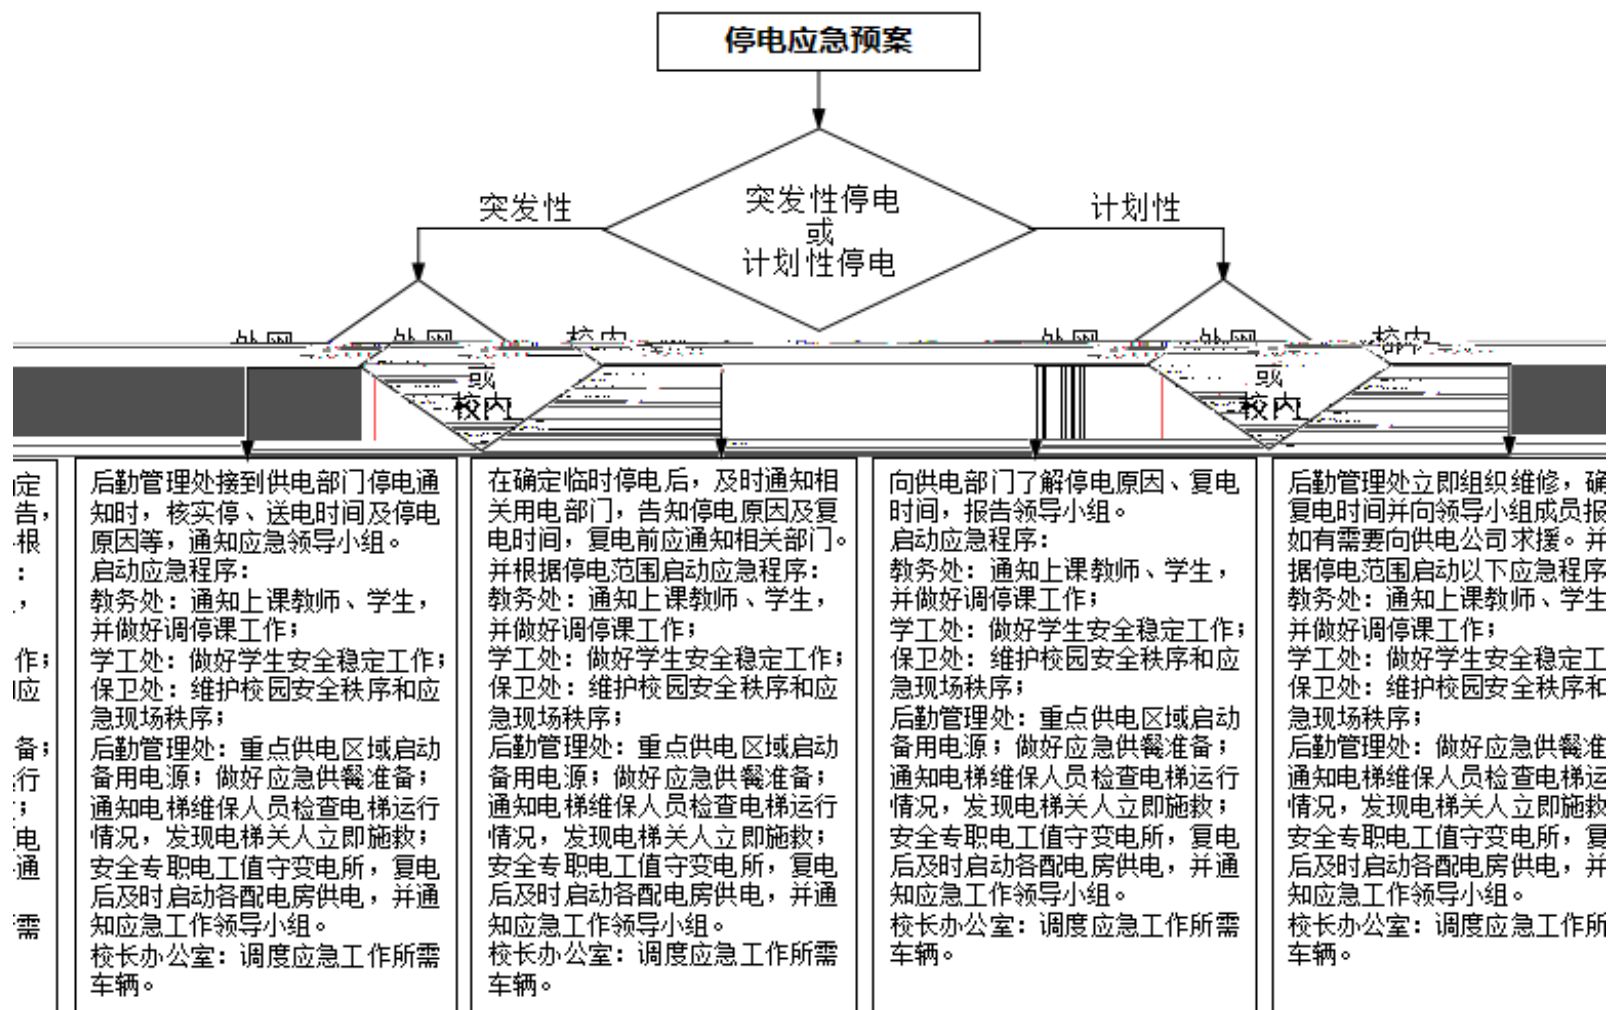 停电应急预案
突发性
突发性停电
或
计划性停电
计划性
外网
外网
校内
外网
外网
校内
或
校内
或
校内
定
告，
根
：
，
作；
应
备；
行
；
电
通
需
后勤管理处接到供电部门停电通
知时，核实停、送电时间及停电
原因等，通知应急领导小组。
启动应急程序：
教务处：通知上课教师、学生，
并做好调停课工作；
学工处：做好学生安全稳定工作；
保卫处：维护校园安全秩序和应
急现场秩序；
后勤管理处：重点供电区域启动
备用电源；做好应急供餐准备；
通知电梯维保人员检查电梯运行
情况，发现电梯关人立即施救；
安全专职电工值守变电所，复电
后及时启动各配电房供电，并通
知应急工作领导小组。
校长办公室：调度应急工作所需
车辆。
在确定临时停电后，及时通知相
关用电部门，告知停电原因及复
电时间，复电前应通知相关部门。
并根据停电范围启动应急程序：
教务处：通知上课教师、学生，
并做好调停课工作；
学工处：做好学生安全稳定工作；
保卫处：维护校园安全秩序和应
急现场秩序；
后勤管理处：重点供电区域启动
备用电源；做好应急供餐准备；
通知电梯维保人员检查电梯运行
情况，发现电梯关人立即施救；
安全专职电工值守变电所，复电
后及时启动各配电房供电，并通
知应急工作领导小组。
校长办公室：调度应急工作所需
车辆。
向供电部门了解停电原因、复电
时间，报告领导小组。
启动应急程序：
教务处：通知上课教师、学生，
并做好调停课工作；
学工处：做好学生安全稳定工作；
保卫处：维护校园安全秩序和应
急现场秩序；
后勤管理处：重点供电区域启动
备用电源；做好应急供餐准备；
通知电梯维保人员检查电梯运行
情况，发现电梯关人立即施救；
安全专职电工值守变电所，复电
后及时启动各配电房供电，并通
知应急工作领导小组。
校长办公室：调度应急工作所需
车辆。
后勤管理处立即组织维修，确
复电时间并向领导小组成员报
如有需要向供电公司求援。并
据停电范围启动以下应急程序
教务处：通知上课教师、学生
并做好调停课工作；
学工处：做好学生安全稳定工
保卫处：维护校园安全秩序和
急现场秩序；
后勤管理处：做好应急供餐准
通知电梯维保人员检查电梯运
情况，发现电梯关人立即施救
安全专职电工值守变电所，复
后及时启动各配电房供电，并
知应急工作领导小组。
校长办公室：调度应急工作所
车辆。